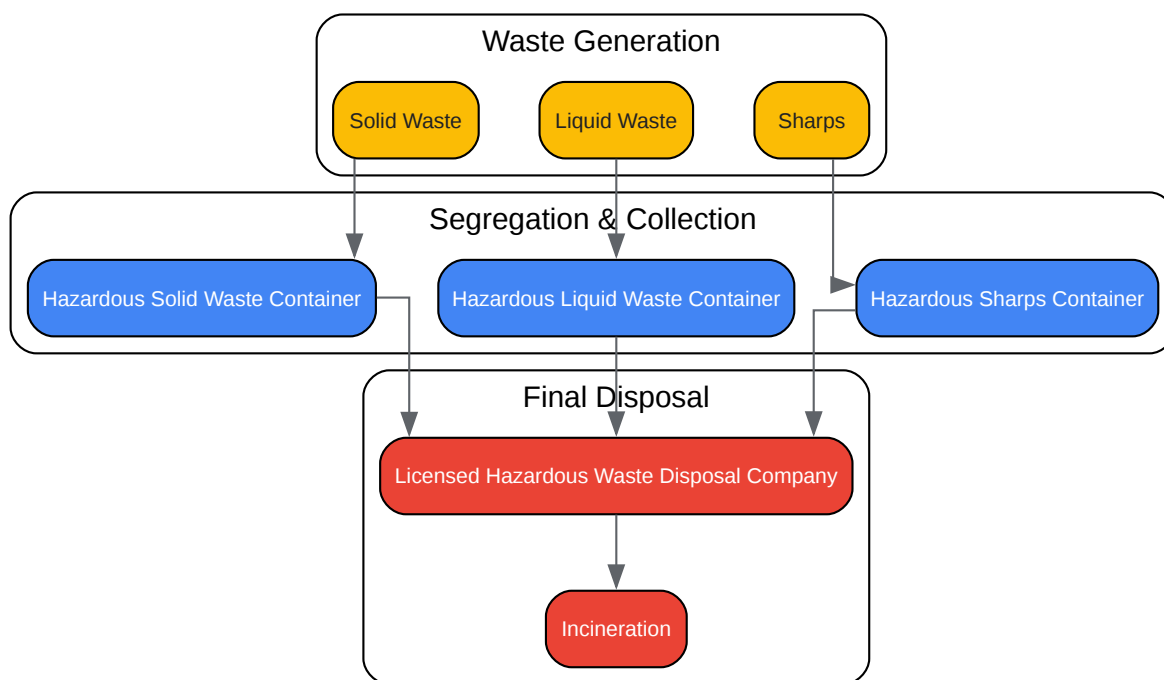 Waste Generation
Solid Waste
Liquid Waste
Sharps
Segregation & Collection
Hazardous Solid Waste Container
Hazardous Liquid Waste Container
Hazardous Sharps Container
Final Disposal
Licensed Hazardous Waste Disposal Company
Incineration